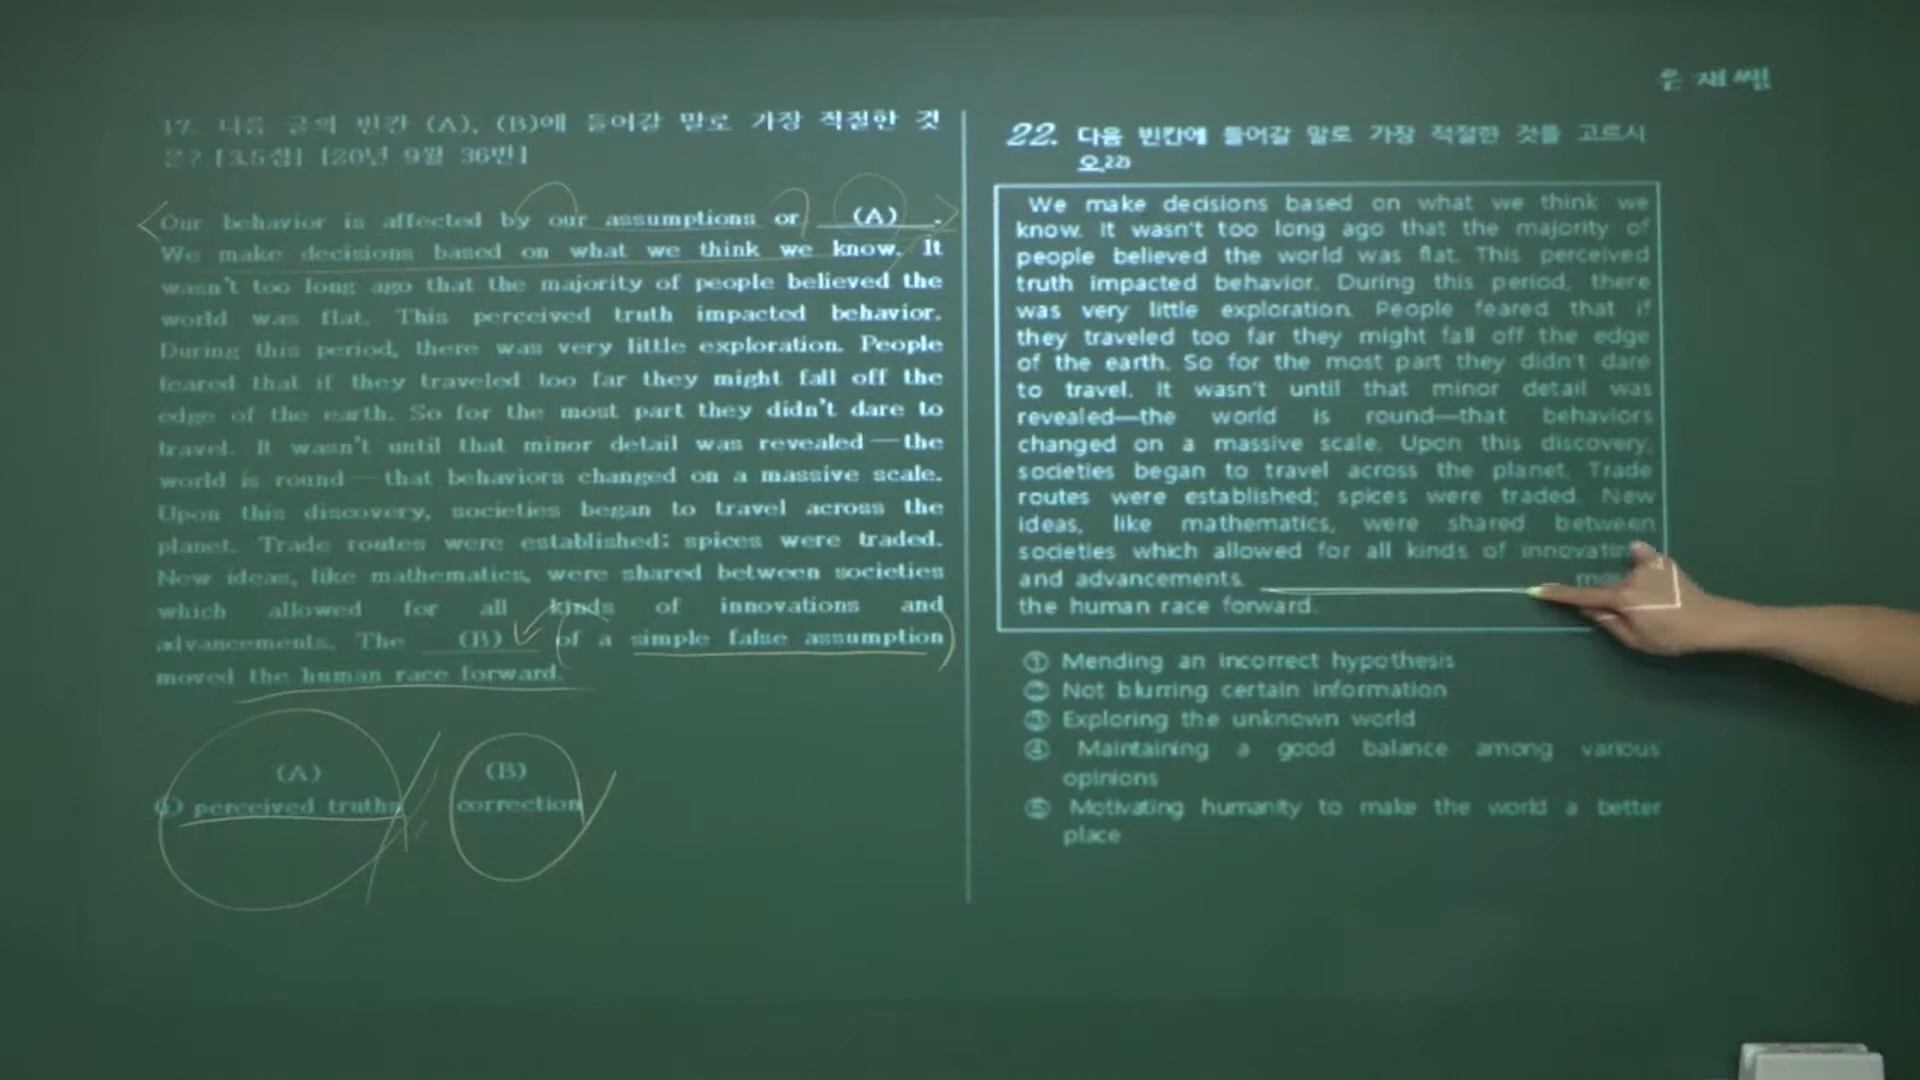 은재쌤
17. 다음 글의 빈칸 (A), (B)에 들어갈 말로 가장 적절한 것
은? [3.5점] [20년 9월 36번]
Our behavior is affected by our assumptions or (A) .
We make decisions based on what we think we know. It
wasn't too long ago that the majority of people believed the
world was flat. This perceived truth impacted behavior.
During this period, there was very little exploration. People
feared that if they traveled too far they might fall off the
edge of the earth. So for the most part they didn't dare to
travel. It wasn't until that minor detail was revealed—the
world is round—that behaviors changed on a massive scale.
Upon this discovery, societies began to travel across the
planet. Trade routes were established; spices were traded.
New ideas, like mathematics, were shared between societies
which allowed for all kinds of innovations and
advancements. The (B) of a simple false assumption
moved the human race forward.
(A) (B)
perceived truths correction
22. 다음 빈칸에 들어갈 말로 가장 적절한 것을 고르시
오.22)
We make decisions based on what we think we
know. It wasn't too long ago that the majority of
people believed the world was flat. This perceived
truth impacted behavior. During this period, there
was very little exploration. People feared that if
they traveled too far they might fall off the edge
of the earth. So for the most part they didn't dare
to travel. It wasn't until that minor detail was
revealed—the world is round—that behaviors
changed on a massive scale. Upon this discovery,
societies began to travel across the planet. Trade
routes were established; spices were traded. New
ideas, like mathematics, were shared between
societies which allowed for all kinds of
and advancements.
the human race forward.
① Mending an incorrect hypothesis
② Not blurring certain information
③ Exploring the unknown world
④ Maintaining a good balance among various
opinions
⑤ Motivating humanity to make the world a better
place